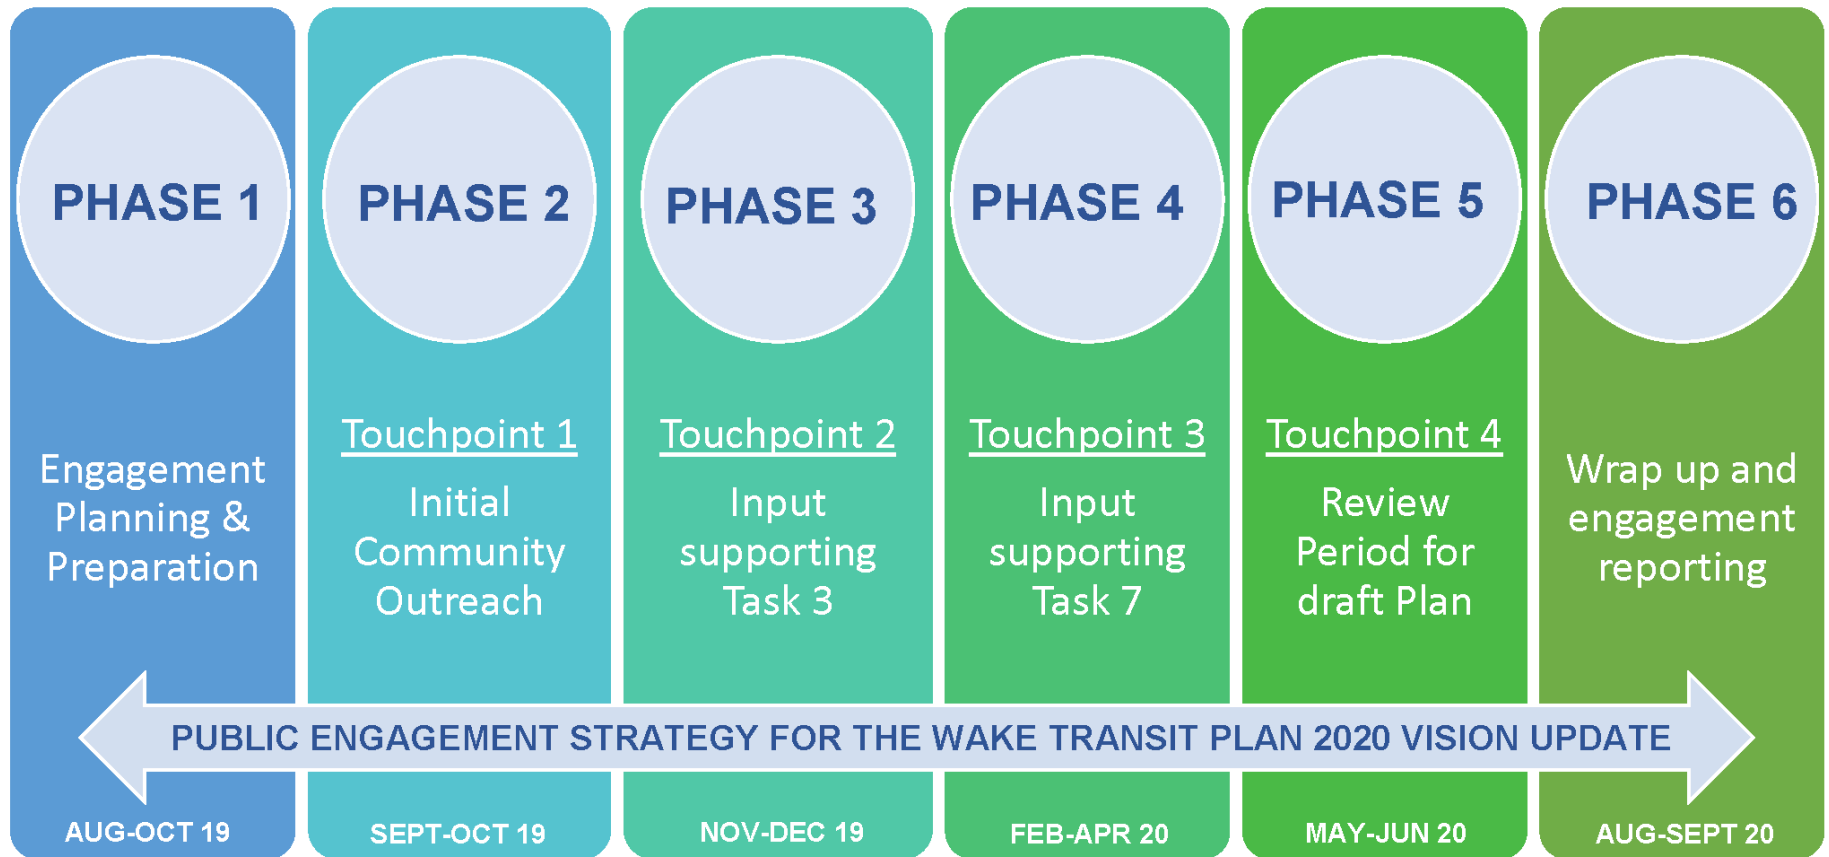 PHASE 1
Engagement
Planning &
Preparation
AUG-OCT 19
PHASE 2
Touchpoint 1
Initial
Community
Outreach
SEPT-OCT 19
PHASE 3
Touchpoint 2
Input
supporting
Task 3
NOV-DEC 19
PHASE 4
Touchpoint 3
Input
supporting
Task 7
FEB-APR 20
PHASE 5
Touchpoint 4
Review
Period for
draft Plan
MAY-JUN 20
PHASE 6
Wrap up and
engagement
reporting
AUG-SEPT 20
PUBLIC ENGAGEMENT STRATEGY FOR THE WAKE TRANSIT PLAN 2020 VISION UPDATE